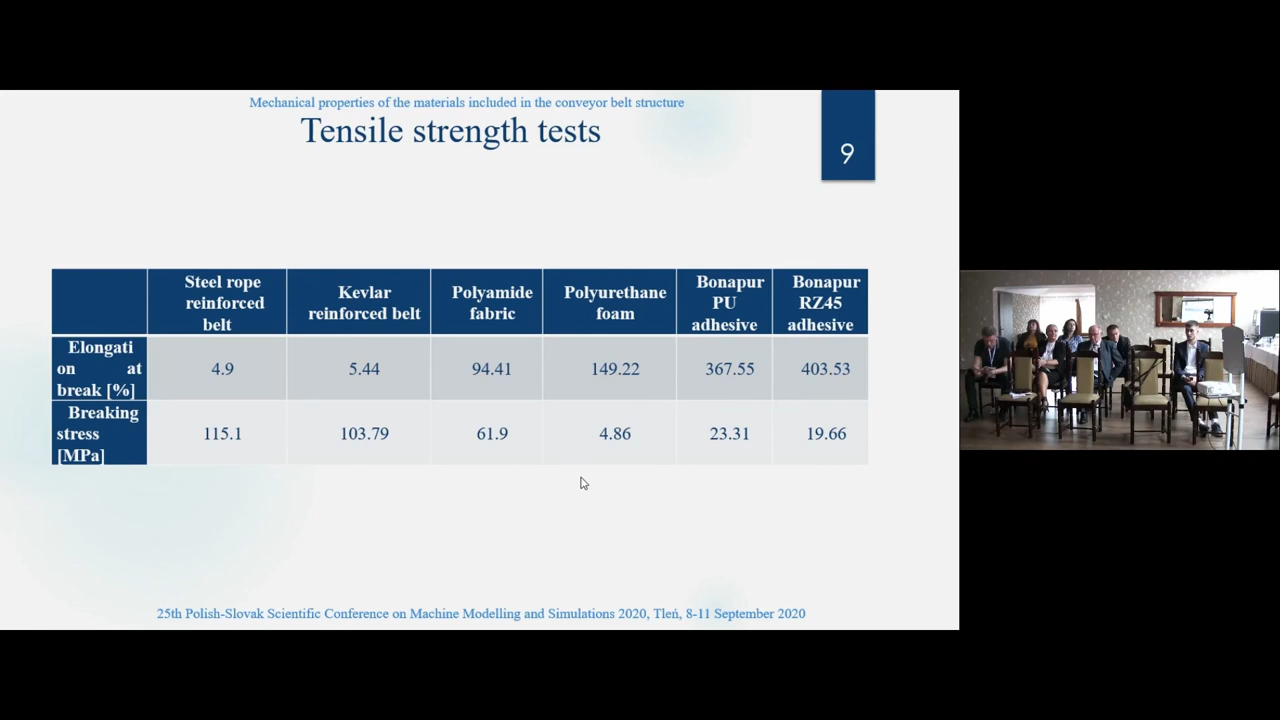 Mechanical properties of the materials included in the conveyor belt structure
Tensile strength tests
9
Steel rope
reinforced
belt
Kevlar
reinforced belt
Polyamide
fabric
Polyurethane
foam
Bonapur
PU
adhesive
Bonapur
RZ45
adhesive
Elongati
on at
break [%]
4.9
5.44
94.41
149.22
367.55
403.53
Breaking
stress
[MPa]
115.1
103.79
61.9
4.86
23.31
19.66
25th Polish-Slovak Scientific Conference on Machine Modelling and Simulations 2020, Tleń, 8-11 September 2020